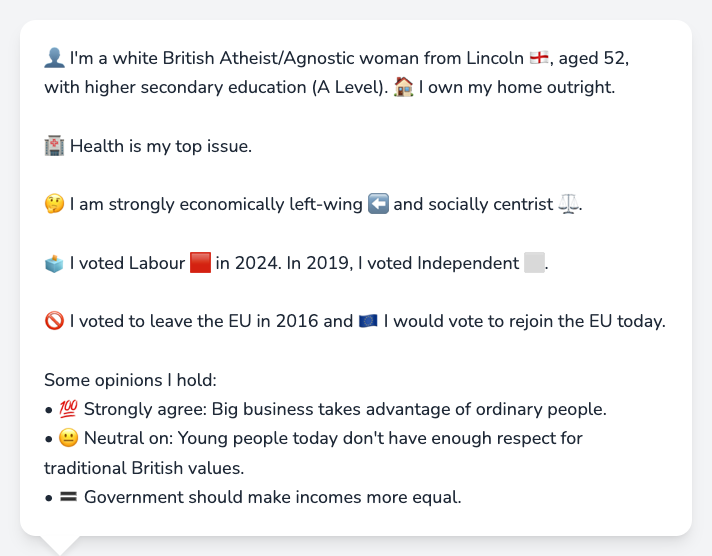 👤 I'm a white British Atheist/Agnostic woman from Lincoln 🏴󠁧󠁢󠁥󠁮󠁧󠁿, aged 52,
with higher secondary education (A Level). 🏠 I own my home outright.
🏥 Health is my top issue.
🤔 I am strongly economically left-wing ⬅️ and socially centrist ⚖️.
🗳️ I voted Labour 🟥 in 2024. In 2019, I voted Independent ⬜.
🚫 I voted to leave the EU in 2016 and 🇪🇺 I would vote to rejoin the EU today.
Some opinions I hold:
• 💯 Strongly agree: Big business takes advantage of ordinary people.
• 😐 Neutral on: Young people today don't have enough respect for
traditional British values.
• 🟰 Government should make incomes more equal.